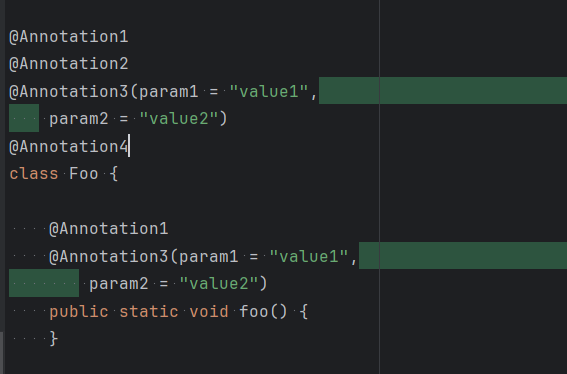 @Annotation1
@Annotation2
@Annotation3(param1 = "value1",
    param2 = "value2")
@Annotation4
class Foo {
    @Annotation1
    @Annotation3(param1 = "value1",
        param2 = "value2")
    public static void foo() {
    }